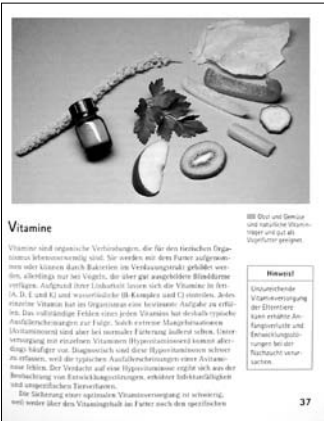 Obst und Gemüse
sind natürliche Vitamin-
träger und gut als
Vogelfutter geeignet.
Vitamine
Vitamine sind organische Verbindungen, die für den tierischen Orga-
nismus lebensnotwendig sind. Sie werden mit dem Futter aufgenom-
men oder können durch Bakterien im Verdauungstrakt gebildet wer-
den, allerdings nur bei Vögeln, die über gut ausgebildete Blinddärme
verfügen. Aufgrund ihrer Löslichkeit lassen sich die Vitamine in fett-
(A, D, E und K) und wasserlösliche (B-Komplex und C) einteilen. Jedes
einzelne Vitamin hat im Organismus eine bestimmte Aufgabe zu erfül-
len. Das vollständige Fehlen eines jeden Vitamins hat deshalb typische
Ausfallerscheinungen zur Folge. Solch extreme Mangelsituationen
(Avitaminosen) sind aber bei normaler Fütterung äußerst selten. Unter-
versorgung mit einzelnen Vitaminen (Hypovitaminosen) kommt aller-
dings häufiger vor. Diagnostisch sind diese Hypovitaminosen schwer
zu erfassen, weil die typischen Ausfallerscheinungen einer Avitami-
nose fehlen. Der Verdacht auf eine Hypovitaminose ergibt sich aus der
Beobachtung von Entwicklungsstörungen, erhöhter Infektanfälligkeit
und unspezifischem Tierverhalten.
Die Sicherung einer optimalen Vitaminversorgung ist schwierig,
weil weder über den Vitamingehalt im Futter noch den spezifischen
Hinweis!
Unzureichende
Vitaminversorgung
der Elterntiere
kann erhöhte An-
fangsverluste und
Entwicklungsstö-
rungen bei der
Nachzucht verur-
sachen.
37